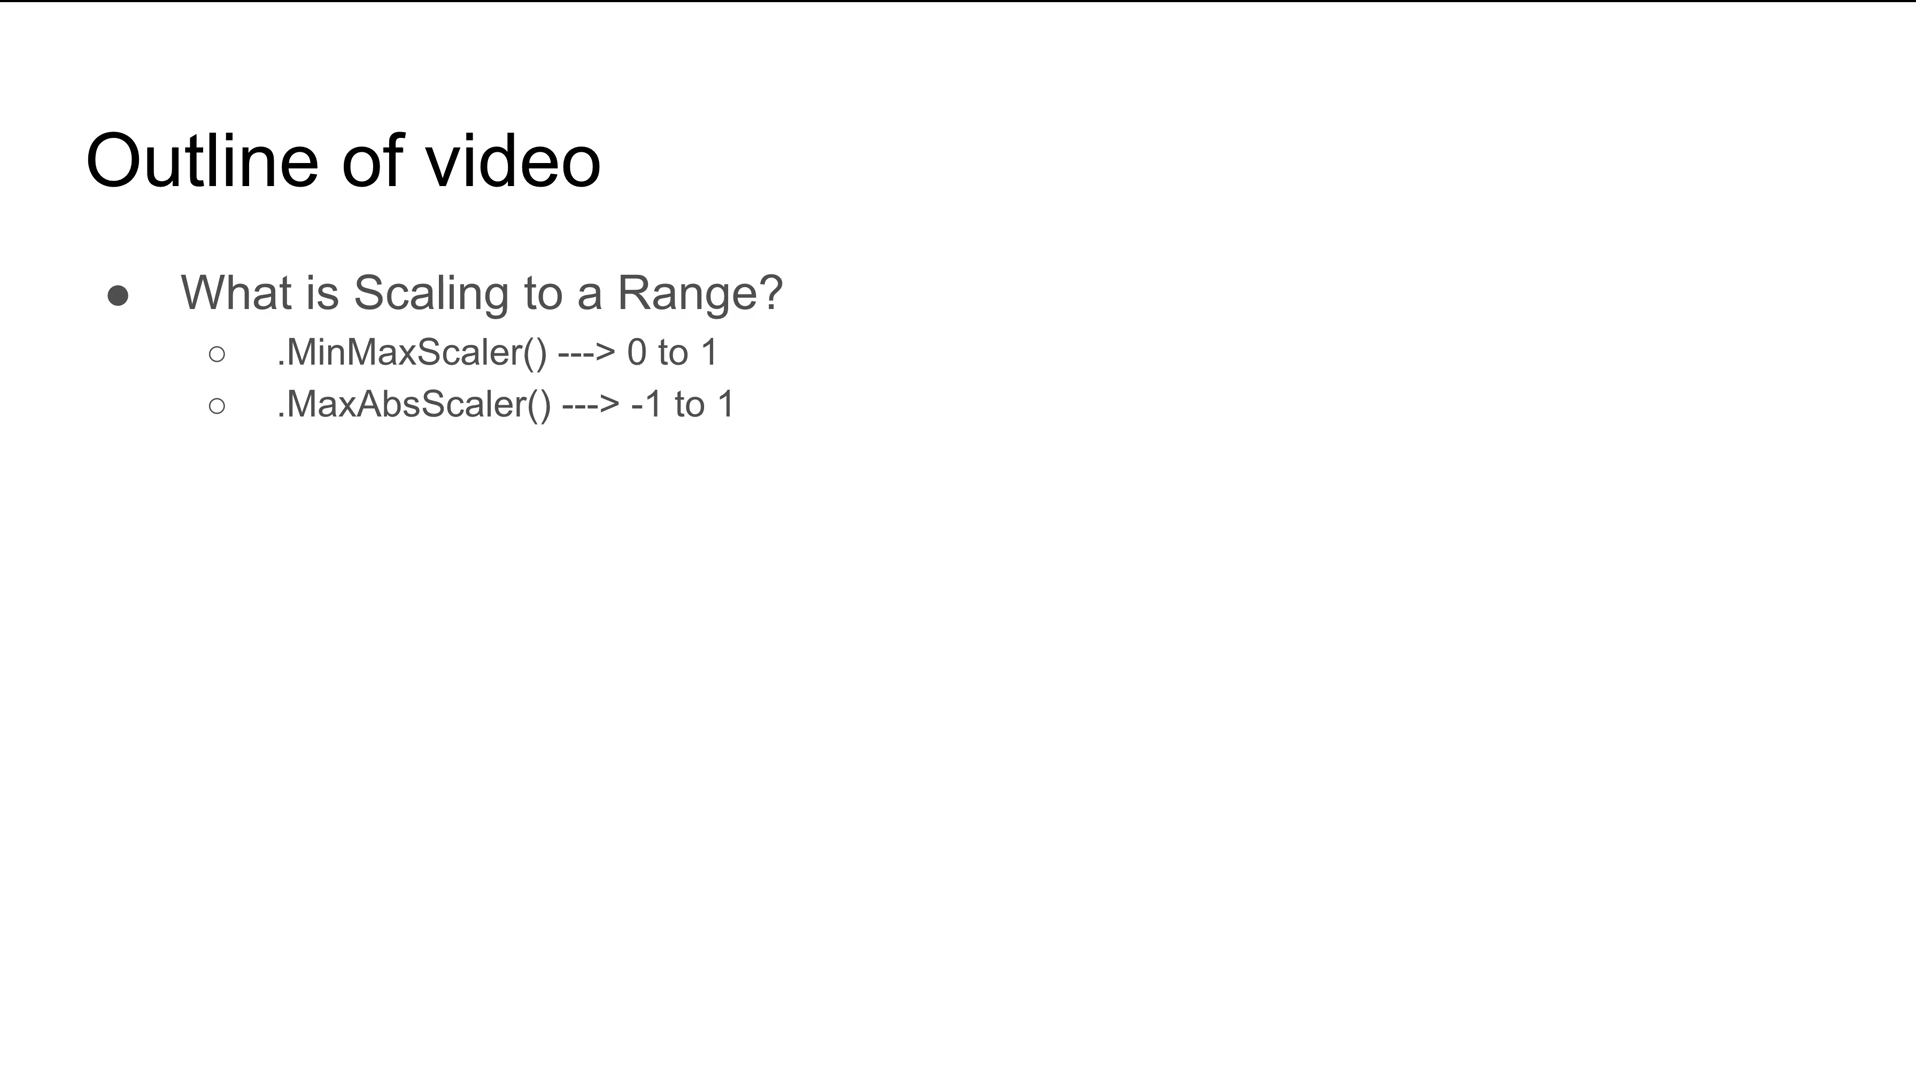 Outline of video
● What is Scaling to a Range?
○ .MinMaxScaler() ---> 0 to 1
○ .MaxAbsScaler() ---> -1 to 1